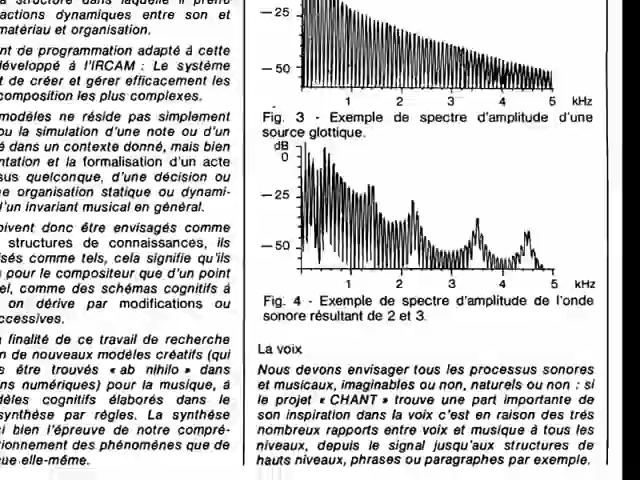 actions dynamiques entre son et
matériau et organisation.
nt de programmation adapté à cette
développé à l'IRCAM : Le système
t de créer et gérer efficacement les
composition les plus complexes.
modèles ne réside pas simplement
ou la simulation d'une note ou d'un
é dans un contexte donné, mais bien
ntation et la formalisation d'un acte
sus quelconque, d'une décision ou
ne organisation statique ou dynami-
d'un invariant musical en général.
oivent donc être envisagés comme
structures de connaissances, ils
isés comme tels, cela signifie qu'ils
pour le compositeur que d'un point
el, comme des schémas cognitifs à
on dérive par modifications ou
ccessives.
a finalité de ce travail de recherche
n de nouveaux modèles créatifs (qui
s être trouvés « ab nihilo » dans
ns numériques) pour la musique, à
dèles cognitifs élaborés dans le
synthèse par règles. La synthèse
si bien l'épreuve de notre compré-
tionnement des phénomènes que de
que elle-même.
–25
–50
1 2 3 4 5 kHz
Fig. 3 - Exemple de spectre d'amplitude d'une
source glottique.
dB
0
–25
–50
1 2 3 4 5 kHz
Fig. 4 - Exemple de spectre d'amplitude de l'onde
sonore résultant de 2 et 3.
La voix
Nous devons envisager tous les processus sonores
et musicaux, imaginables ou non, naturels ou non : si
le projet « CHANT » trouve une part importante de
son inspiration dans la voix c'est en raison des très
nombreux rapports entre voix et musique à tous les
niveaux, depuis le signal jusqu'aux structures de
hauts niveaux, phrases ou paragraphes par exemple.